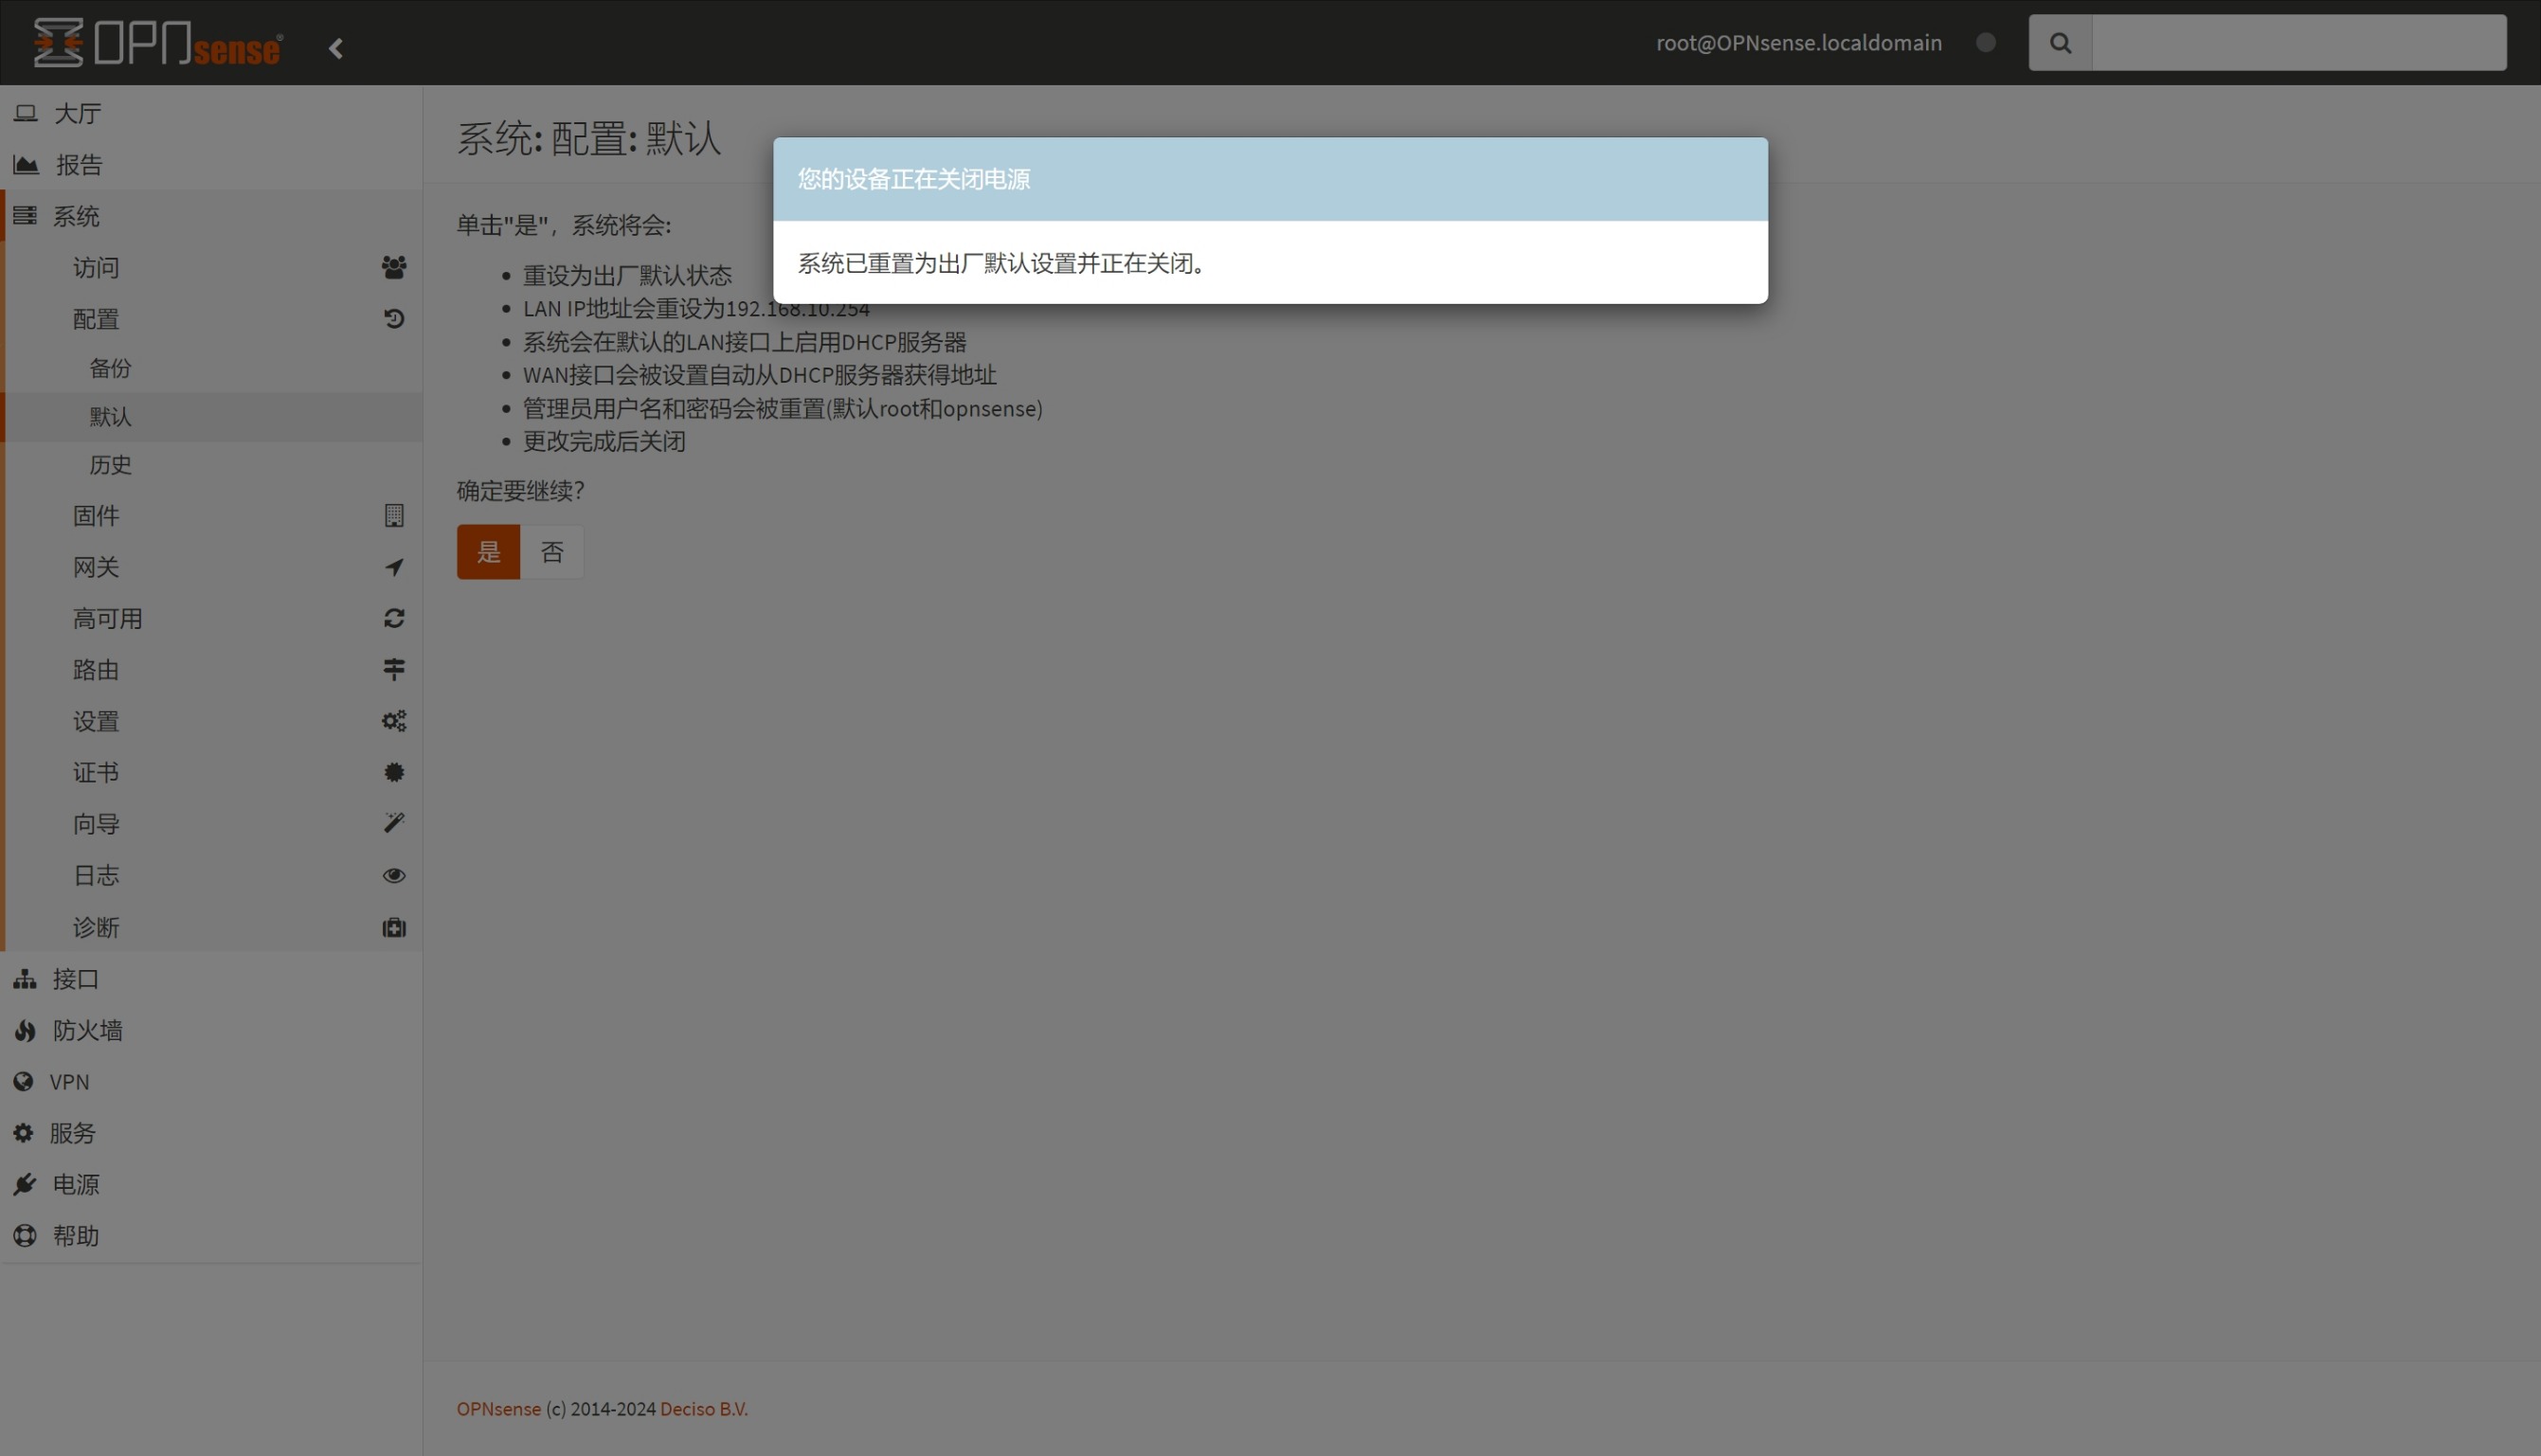 OPNsense®
root@OPNsense.localdomain
大厅
报告
系统
访问
配置
备份
默认
历史
固件
网关
高可用
路由
设置
证书
向导
日志
诊断
接口
防火墙
VPN
服务
电源
帮助
系统: 配置: 默认
您的设备正在关闭电源
系统已重置为出厂默认设置并正在关闭。
单击"是"，系统将会:
重设为出厂默认状态
LAN IP地址会重设为192.168.10.254
系统会在默认的LAN接口上启用DHCP服务器
WAN接口会被设置自动从DHCP服务器获得地址
管理员用户名和密码会被重置(默认root和opnsense)
更改完成后关闭
确定要继续?
是 否
OPNsense (c) 2014-2024 Deciso B.V.